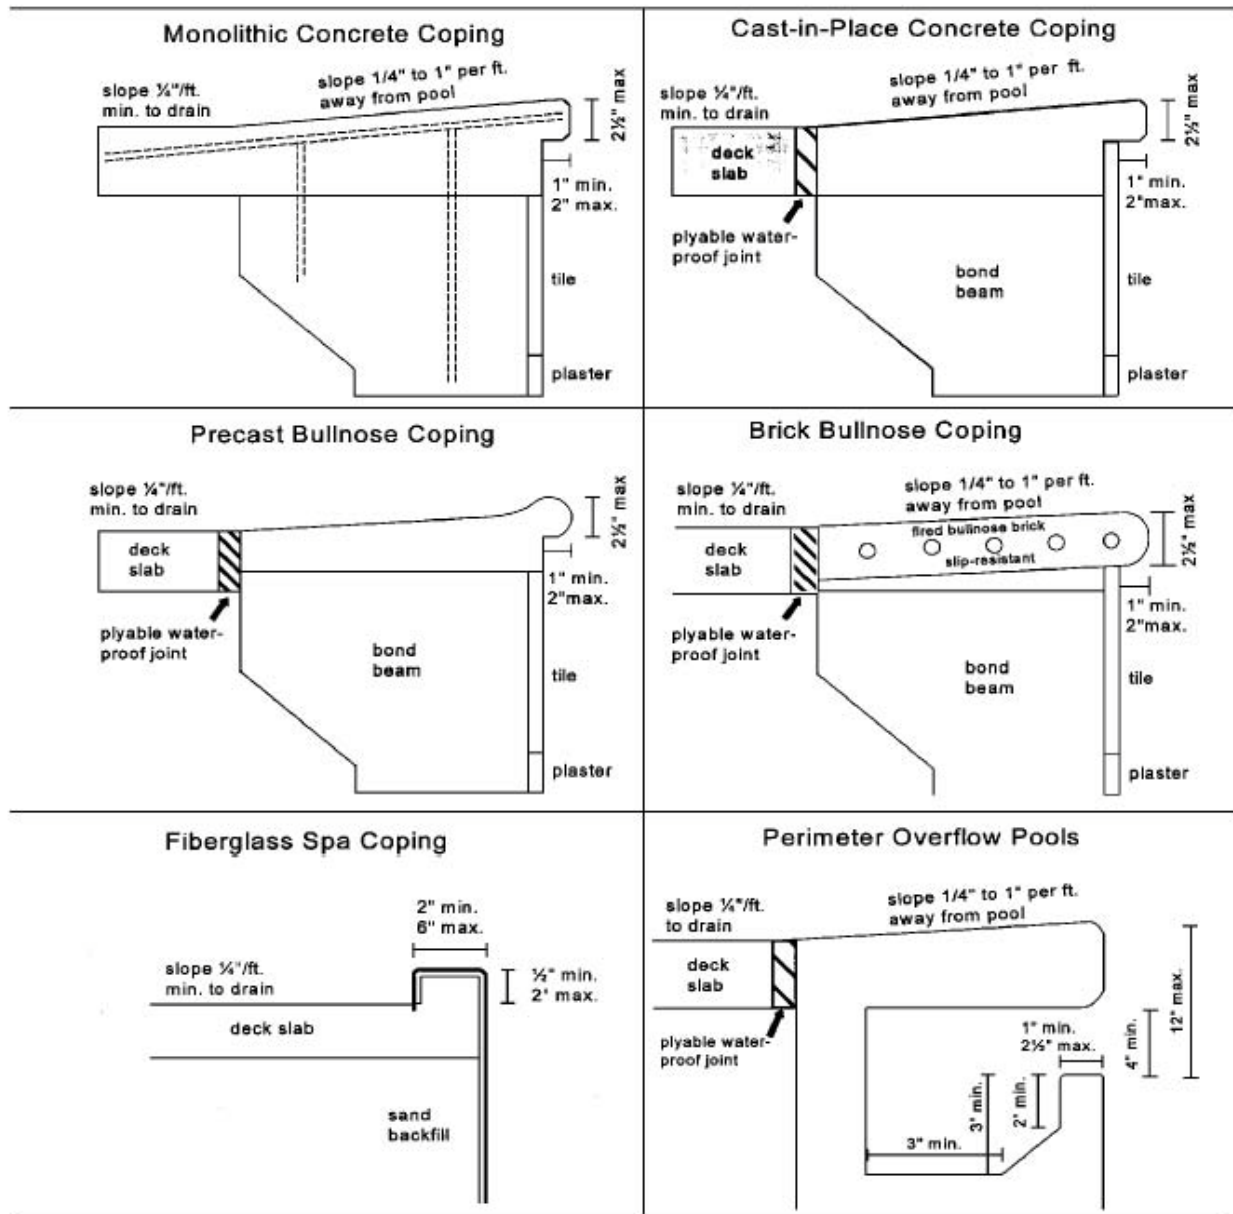 Monolithic Concrete Coping
slope ¼"/ft.
min. to drain
slope 1/4" to 1" per ft.
away from pool
2½" max
1" min.
2" max.
tile
plaster
Cast-in-Place Concrete Coping
slope ¼"/ft.
min. to drain
slope 1/4" to 1" per ft.
away from pool
2½" max
deck
slab
1" min.
2"max.
plyable water-
proof joint
bond
beam
tile
plaster
Precast Bullnose Coping
slope ¼"/ft.
min. to drain
2½" max
deck
slab
1" min.
2"max.
plyable water-
proof joint
bond
beam
tile
plaster
Brick Bullnose Coping
slope ¼"/ft.
min. to drain
slope 1/4" to 1" per ft.
away from pool
fired bullnose brick
slip-resistant
2½" max
deck
slab
1" min.
2"max.
plyable water-
proof joint
bond
beam
tile
plaster
Fiberglass Spa Coping
2" min.
6" max.
slope ¼"/ft.
min. to drain
½" min.
2" max.
deck slab
sand
backfill
Perimeter Overflow Pools
slope ¼"/ft.
to drain
slope 1/4" to 1" per ft.
away from pool
deck
slab
plyable water-
proof joint
1" min.
2½" max.
4" min.
12" max.
3" min.
2" min.
3" min.